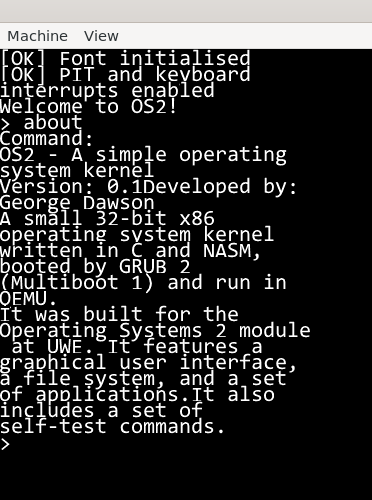 Machine View
[OK] Font initialised
[OK] PIT and keyboard
interrupts enabled
Welcome to OS2!
> about
Command:
OS2 - A simple operating
system kernel
Version: 0.1Developed by:
George Dawson
A small 32-bit x86
operating system kernel
written in C and NASM,
booted by GRUB 2
(Multiboot 1) and run in
QEMU.
It was built for the
Operating Systems 2 module
 at UWE. It features a
graphical user interface,
a file system, and a set
of applications.It also
includes a set of
self-test commands.
>